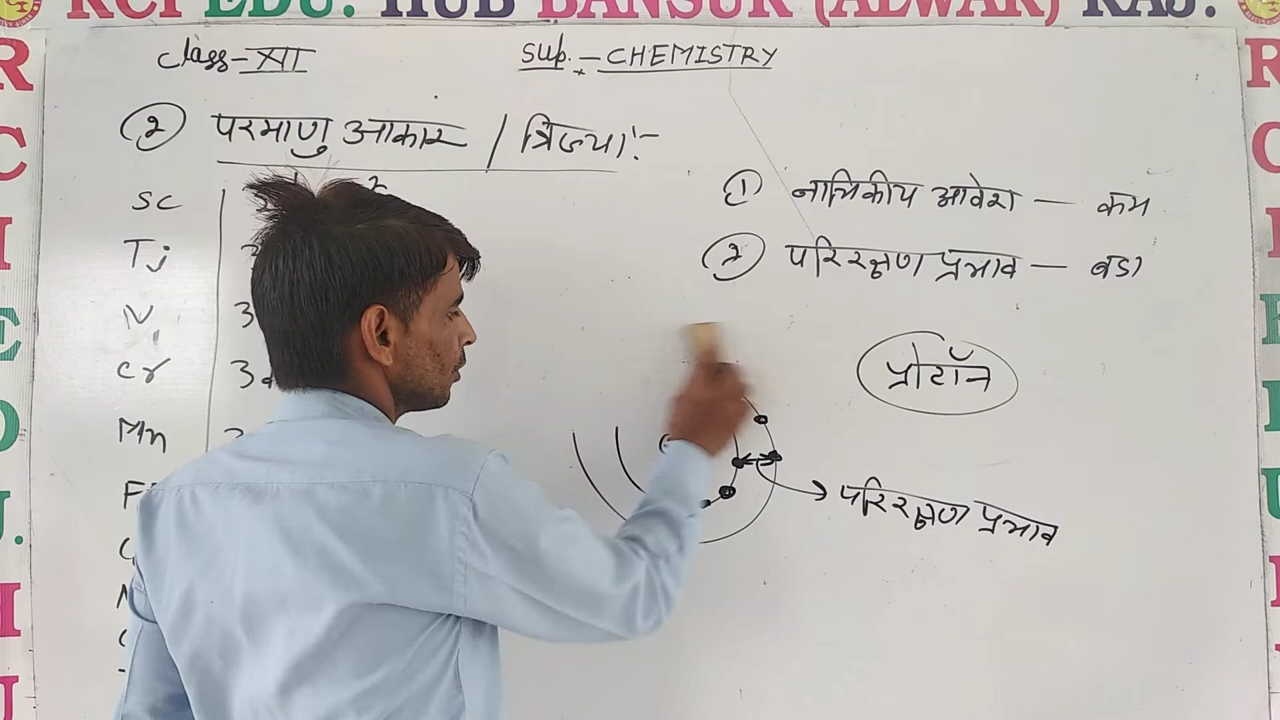 RCI EDU. HUB BANSUR (ALWAR) RAJ.
Class-XII
Sub.- CHEMISTRY
② परमाणु आकार / त्रिज्या:-
① नाभिकीय आवेश — कम
② परिरक्षण प्रभाव — बडा
Sc
Ti
V
Cr
3d
Mn
प्रोटॉन
परिरक्षण प्रभाव